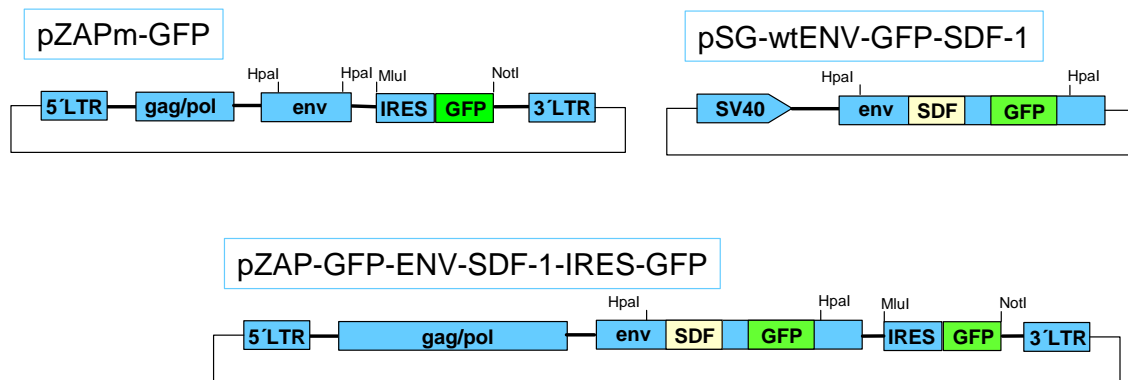 pZAPm-GFP
HpaI HpaI MluI NotI
5´LTR gag/pol env IRES GFP 3´LTR
pSG-wtENV-GFP-SDF-1
HpaI HpaI
SV40 env SDF GFP
pZAP-GFP-ENV-SDF-1-IRES-GFP
HpaI HpaI MluI NotI
5´LTR gag/pol env SDF GFP IRES GFP 3´LTR